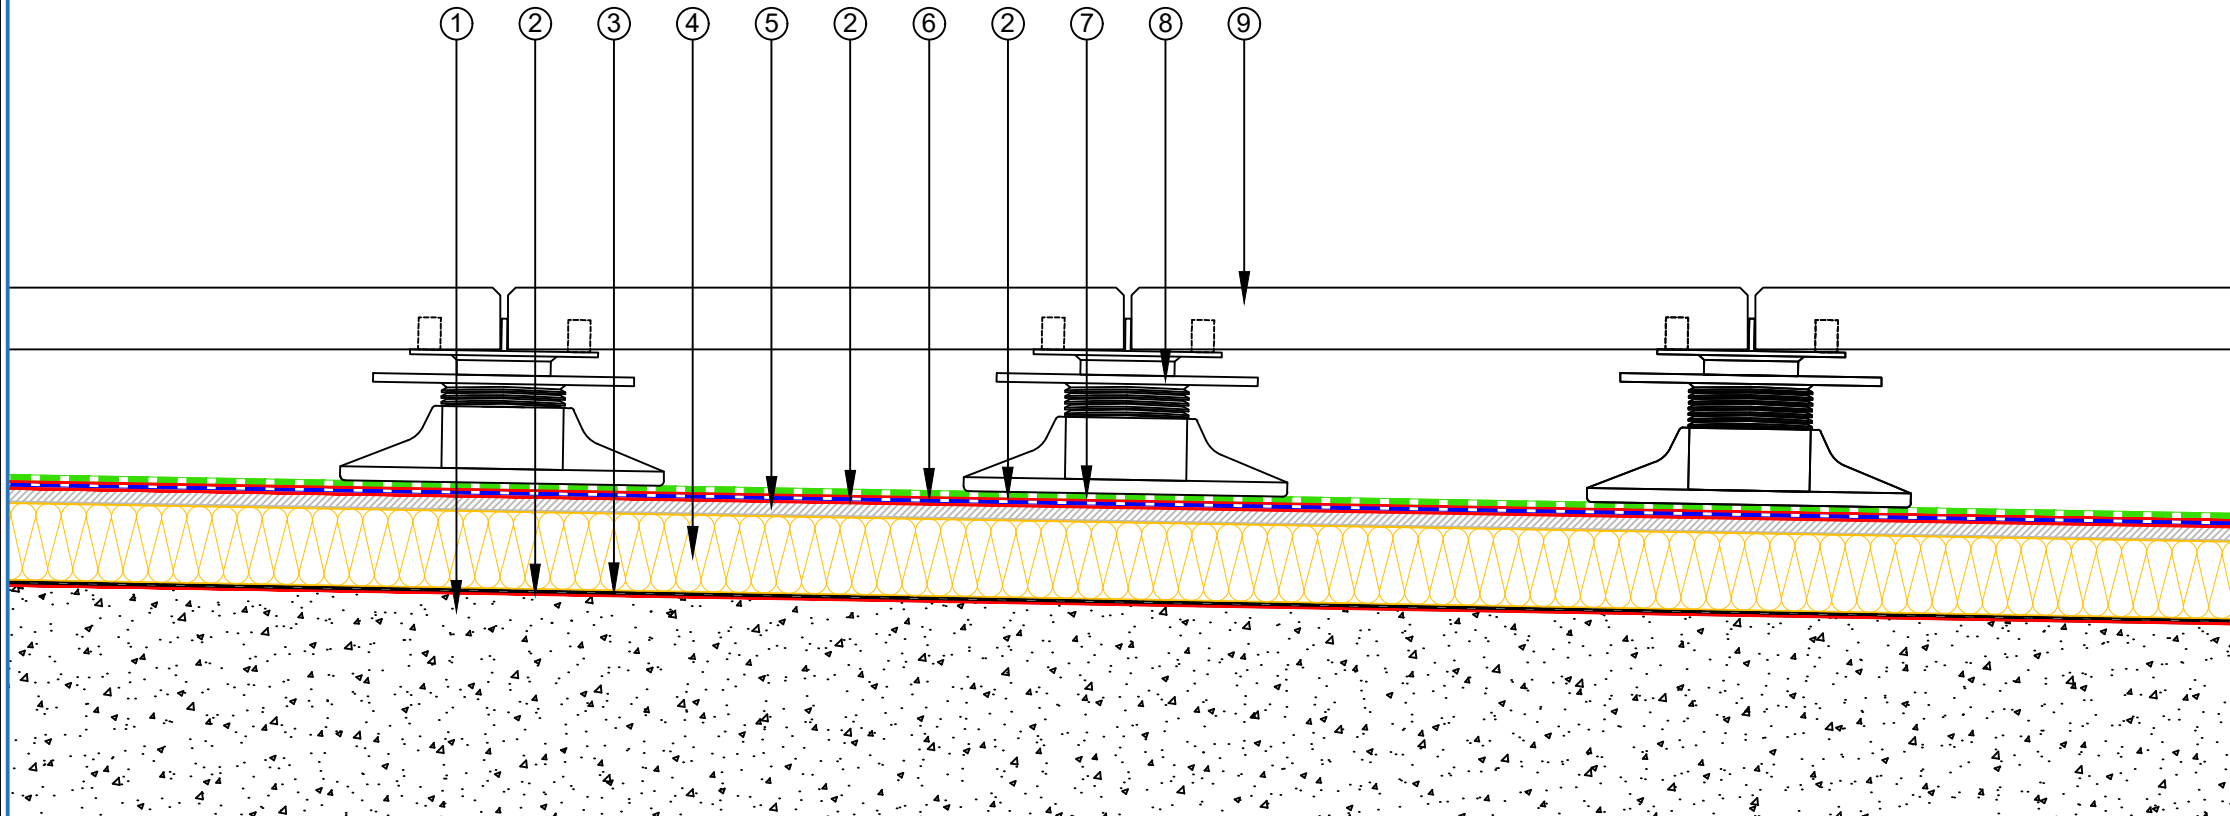 ① ② ③ ④ ⑤ ② ⑥ ② ⑦ ⑧ ⑨